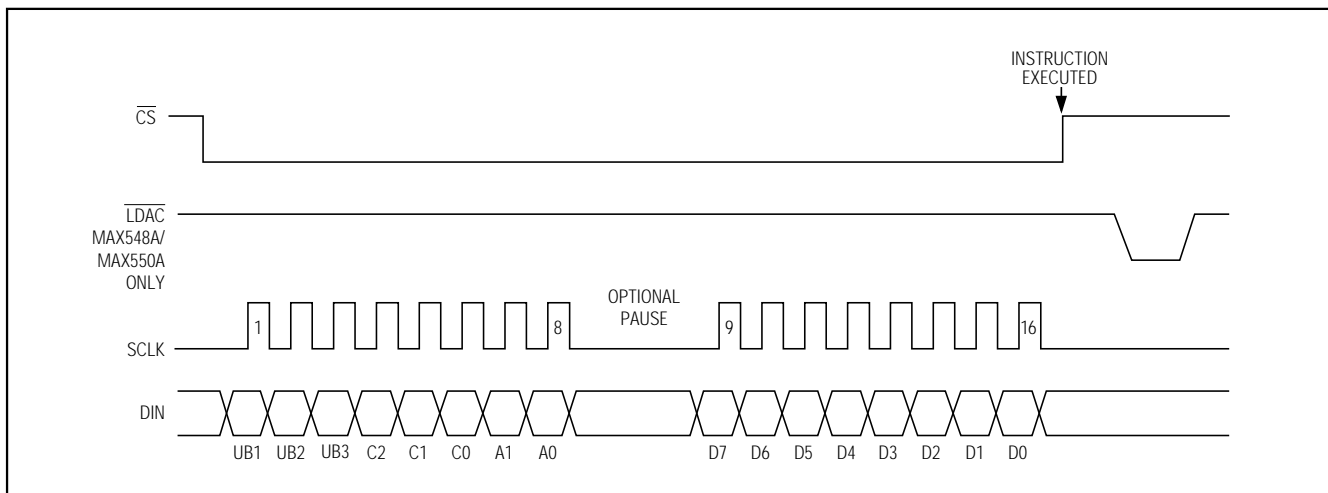 INSTRUCTION
EXECUTED
CS
LDAC
MAX548A/
MAX550A
ONLY
OPTIONAL
PAUSE
1 8 9 16
SCLK
DIN
UB1 UB2 UB3 C2 C1 C0 A1 A0 D7 D6 D5 D4 D3 D2 D1 D0